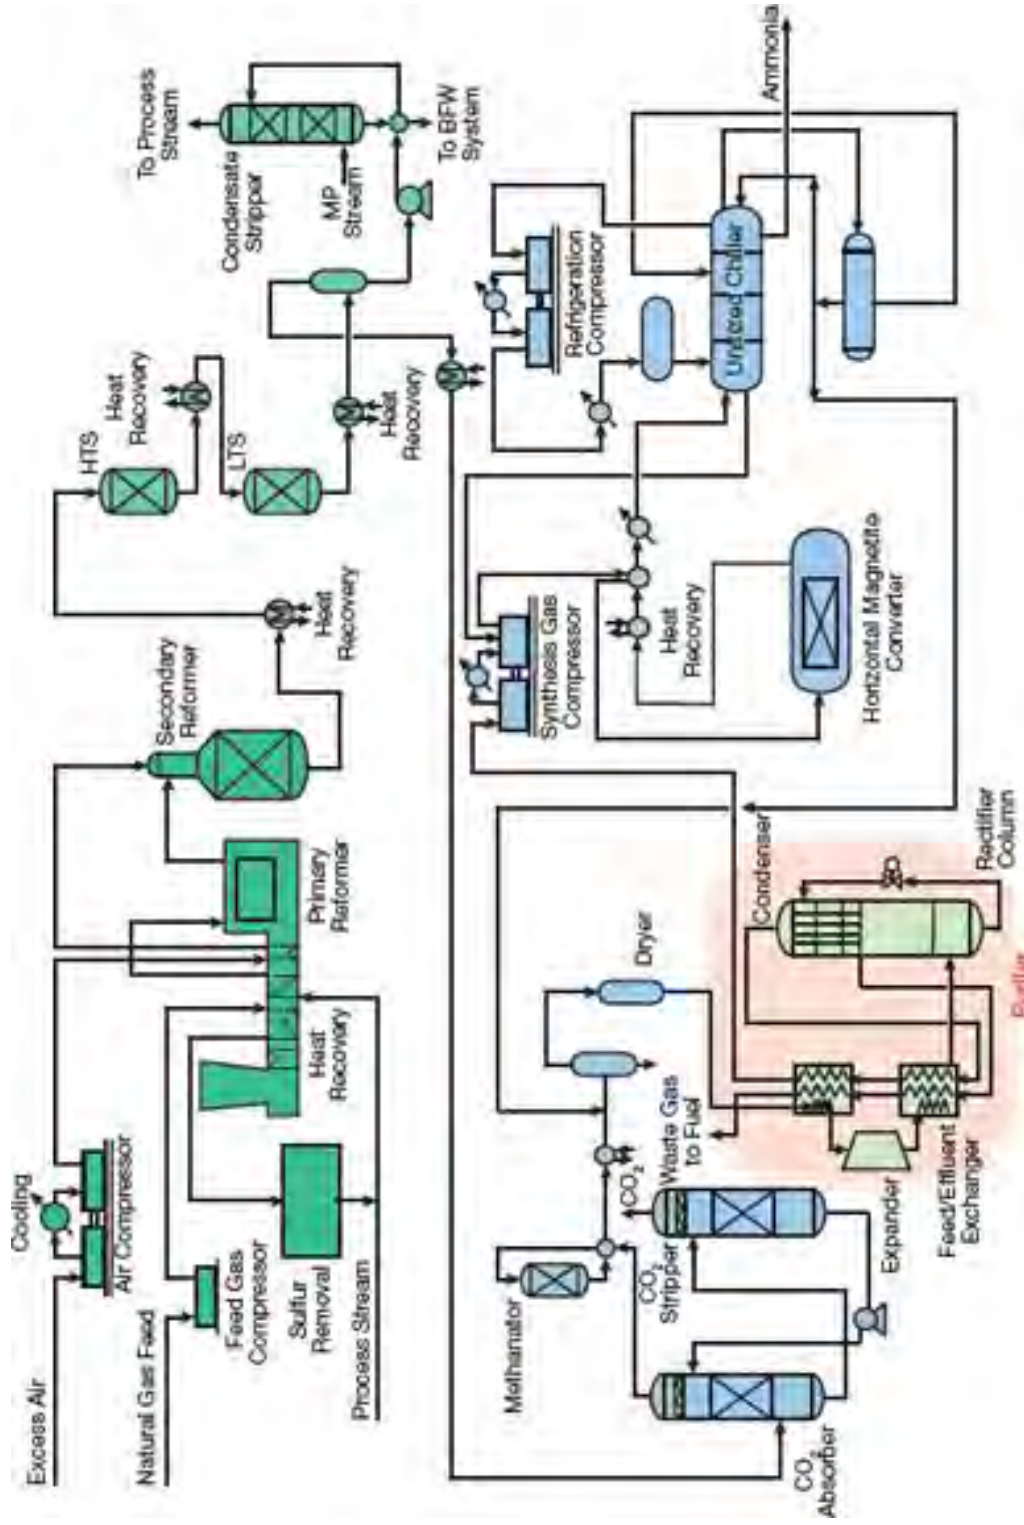 Excess Air
Cooling
Air Compressor
Natural Gas Feed
Feed Gas
Compressor
Sulfur
Removal
Process Stream
Heat
Recovery
Primary
Reformer
Secondary
Reformer
Heat
Recovery
HTS
Heat
Recovery
LTS
Heat
Recovery
To Process
Stream
Condensate
Stripper
MP
Stream
To BFW
System
CO2
Absorber
Methanator
CO2
Stripper
CO2
Waste Gas
to Fuel
Dryer
Expander
Feed/Effluent
Exchanger
Condenser
Rectifier
Column
Purifier
Synthesis Gas
Compressor
Heat
Recovery
Horizontal Magnetite
Converter
Refrigeration
Compressor
Unitized Chiller
Ammonia